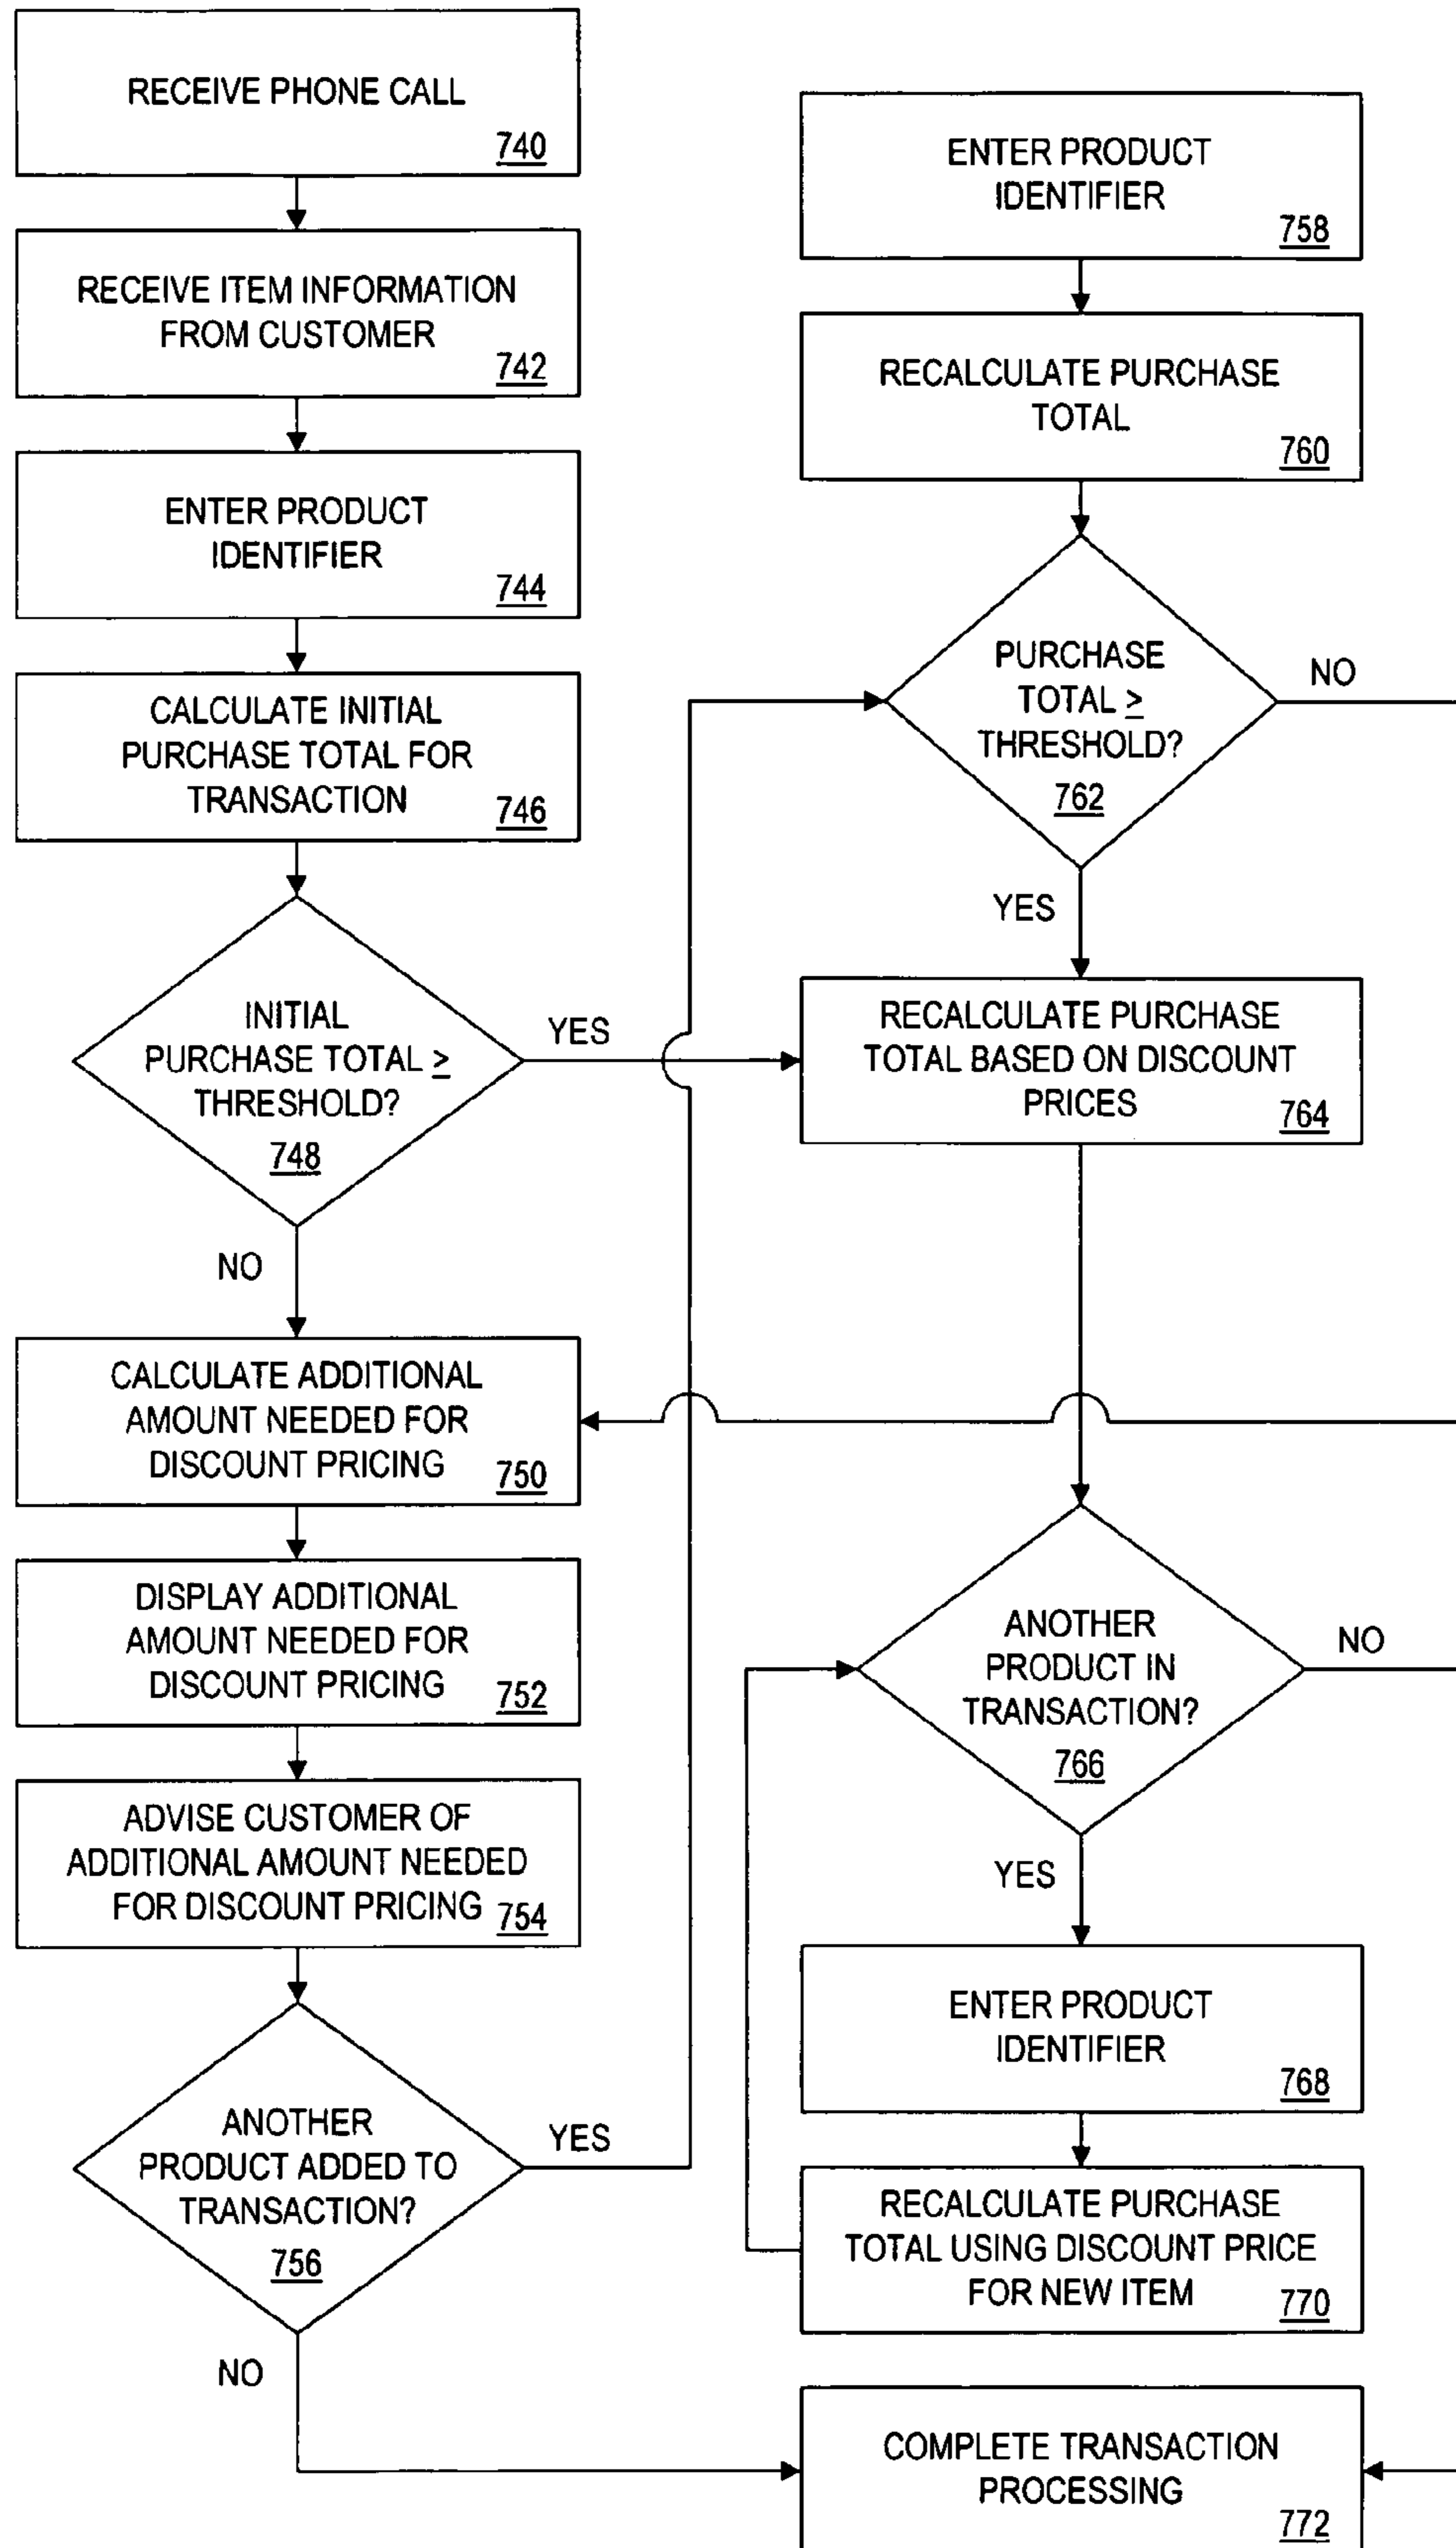 RECEIVE PHONE CALL
740
RECEIVE ITEM INFORMATION
FROM CUSTOMER
742
ENTER PRODUCT
IDENTIFIER
744
CALCULATE INITIAL
PURCHASE TOTAL FOR
TRANSACTION
746
INITIAL
PURCHASE TOTAL ≥
THRESHOLD?
748
YES
NO
CALCULATE ADDITIONAL
AMOUNT NEEDED FOR
DISCOUNT PRICING
750
DISPLAY ADDITIONAL
AMOUNT NEEDED FOR
DISCOUNT PRICING
752
ADVISE CUSTOMER OF
ADDITIONAL AMOUNT NEEDED
FOR DISCOUNT PRICING
754
ANOTHER
PRODUCT ADDED TO
TRANSACTION?
756
YES
NO
ENTER PRODUCT
IDENTIFIER
758
RECALCULATE PURCHASE
TOTAL
760
PURCHASE
TOTAL ≥
THRESHOLD?
762
NO
YES
RECALCULATE PURCHASE
TOTAL BASED ON DISCOUNT
PRICES
764
ANOTHER
PRODUCT IN
TRANSACTION?
766
NO
YES
ENTER PRODUCT
IDENTIFIER
768
RECALCULATE PURCHASE
TOTAL USING DISCOUNT PRICE
FOR NEW ITEM
770
COMPLETE TRANSACTION
PROCESSING
772